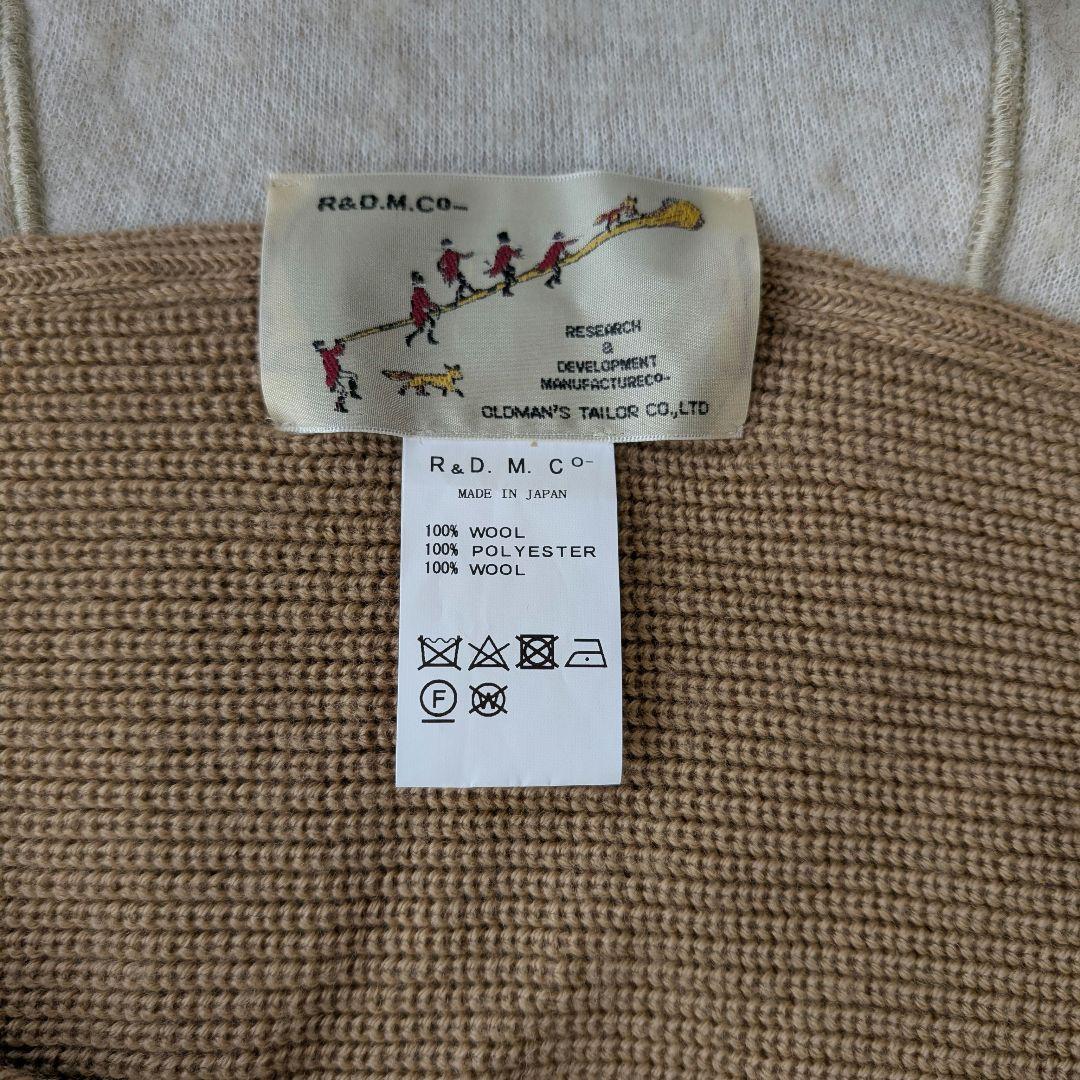 R&D.M.Co-
RESEARCH
&
DEVELOPMENT
MANUFACTURECO-
OLDMAN'S TAILOR CO.,LTD
R & D. M. Co-
MADE IN JAPAN
100% WOOL
100% POLYESTER
100% WOOL
F
W